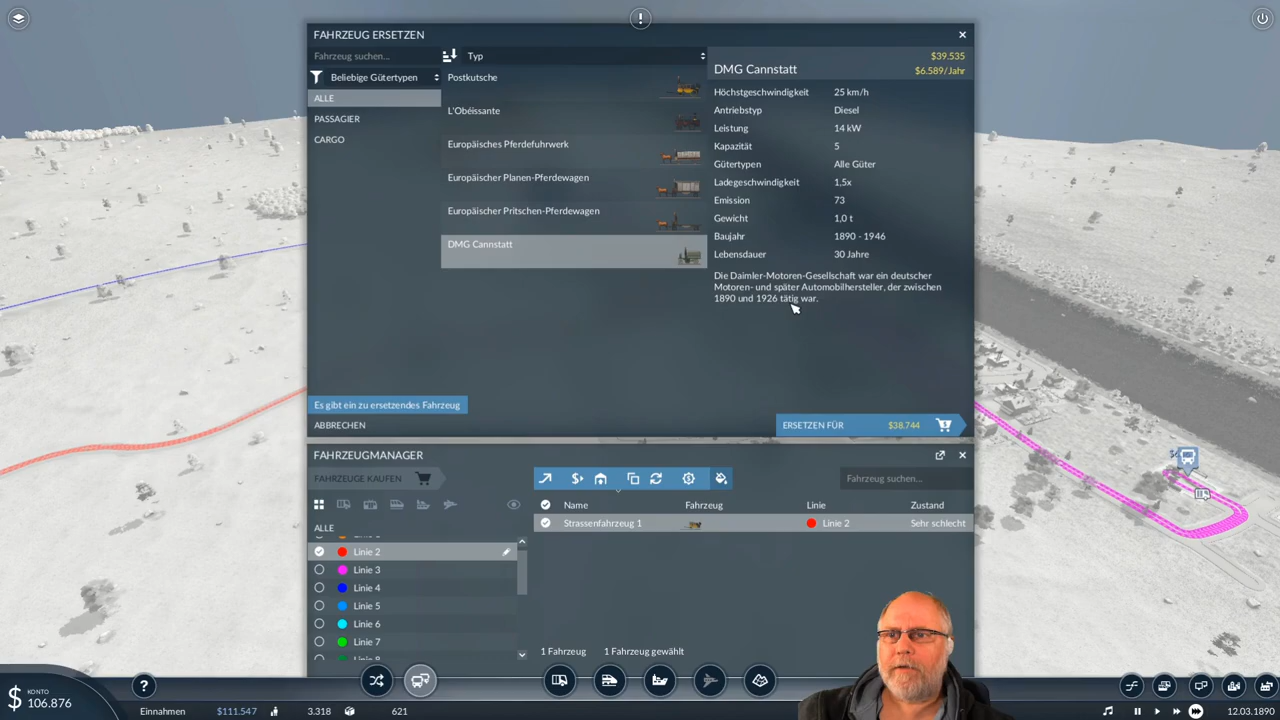 FAHRZEUG ERSETZEN
Fahrzeug suchen...
Typ
Beliebige Gütertypen
ALLE
PASSAGIER
CARGO
Postkutsche
L'Obéissante
Europäisches Pferdefuhrwerk
Europäischer Planen-Pferdewagen
Europäischer Pritschen-Pferdewagen
DMG Cannstatt
$39.535
DMG Cannstatt
$6.589/Jahr
Höchstgeschwindigkeit 25 km/h
Antriebstyp Diesel
Leistung 14 kW
Kapazität 5
Gütertypen Alle Güter
Ladegeschwindigkeit 1,5x
Emission 73
Gewicht 1,0 t
Baujahr 1890 - 1946
Lebensdauer 30 Jahre
Die Daimler-Motoren-Gesellschaft war ein deutscher
Motoren- und später Automobilhersteller, der zwischen
1890 und 1926 tätig war.
Es gibt ein zu ersetzendes Fahrzeug
ABBRECHEN
ERSETZEN FÜR $38.744
FAHRZEUGMANAGER
FAHRZEUGE KAUFEN
Fahrzeug suchen...
ALLE
Linie 2
Linie 3
Linie 4
Linie 5
Linie 6
Linie 7
Name Fahrzeug Linie Zustand
Strassenfahrzeug 1 Linie 2 Sehr schlecht
1 Fahrzeug 1 Fahrzeug gewählt
KONTO
$ 106.876
?
Einnahmen $111.547 3.318 621
12.03.1890